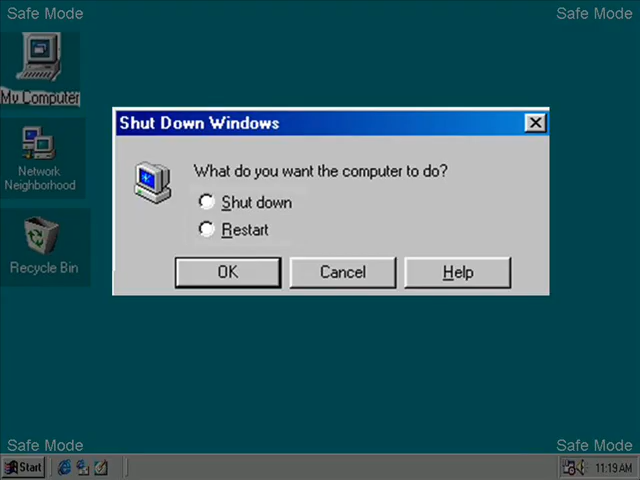 Safe Mode
Safe Mode
My Computer
Shut Down Windows
What do you want the computer to do?
Network
Neighborhood
Shut down
Restart
Recycle Bin
OK
Cancel
Help
Safe Mode
Safe Mode
Start
11:19 AM